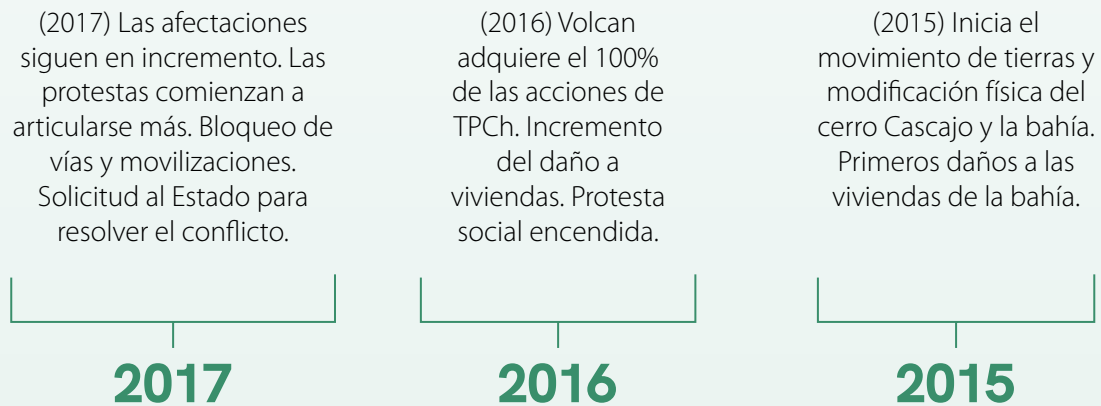 (2017) Las afectaciones
siguen en incremento. Las
protestas comienzan a
articularse más. Bloqueo de
vías y movilizaciones.
Solicitud al Estado para
resolver el conflicto.
2017
(2016) Volcan
adquiere el 100%
de las acciones de
TPCh. Incremento
del daño a
viviendas. Protesta
social encendida.
2016
(2015) Inicia el
movimiento de tierras y
modificación física del
cerro Cascajo y la bahía.
Primeros daños a las
viviendas de la bahía.
2015